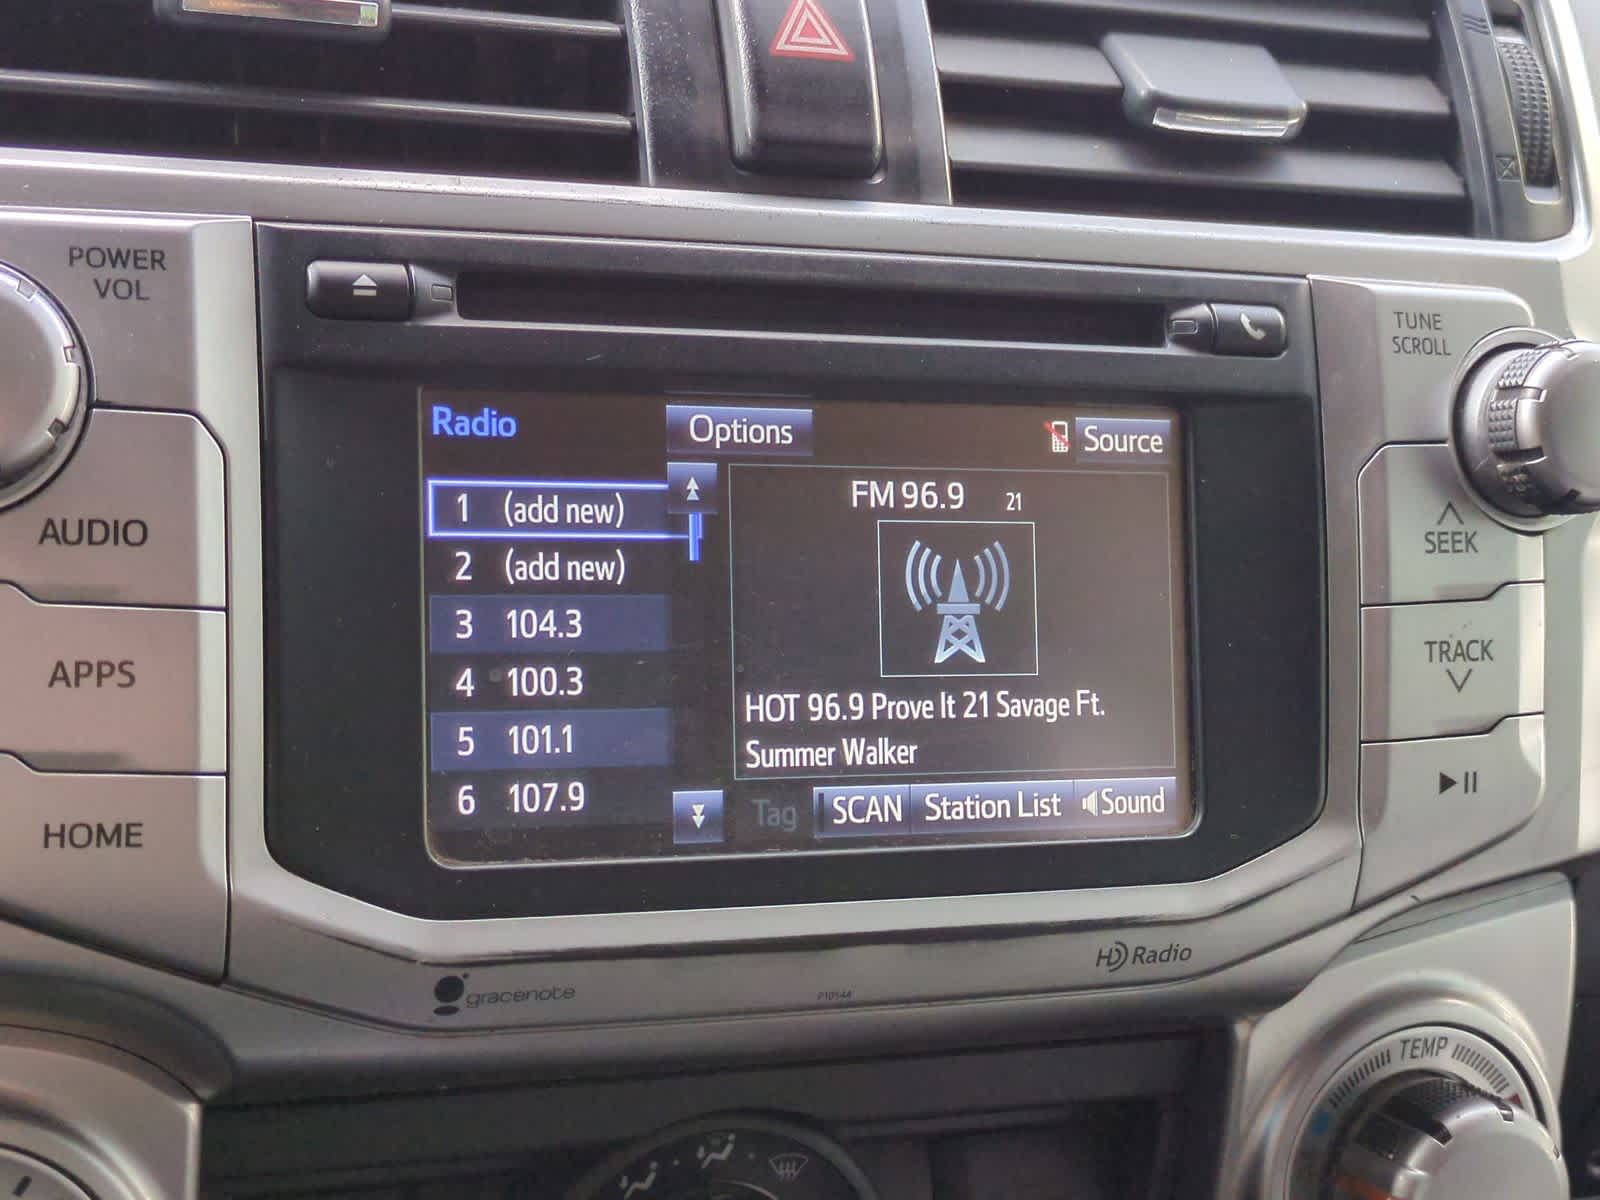 POWER
VOL
TUNE
SCROLL
AUDIO
APPS
HOME
Radio
Options
Source
1 (add new)
2 (add new)
3 104.3
4 100.3
5 101.1
6 107.9
FM 96.9 21
HOT 96.9 Prove It 21 Savage Ft.
Summer Walker
Tag
SCAN
Station List
Sound
SEEK
TRACK
gracenote
P10544
HD Radio
TEMP